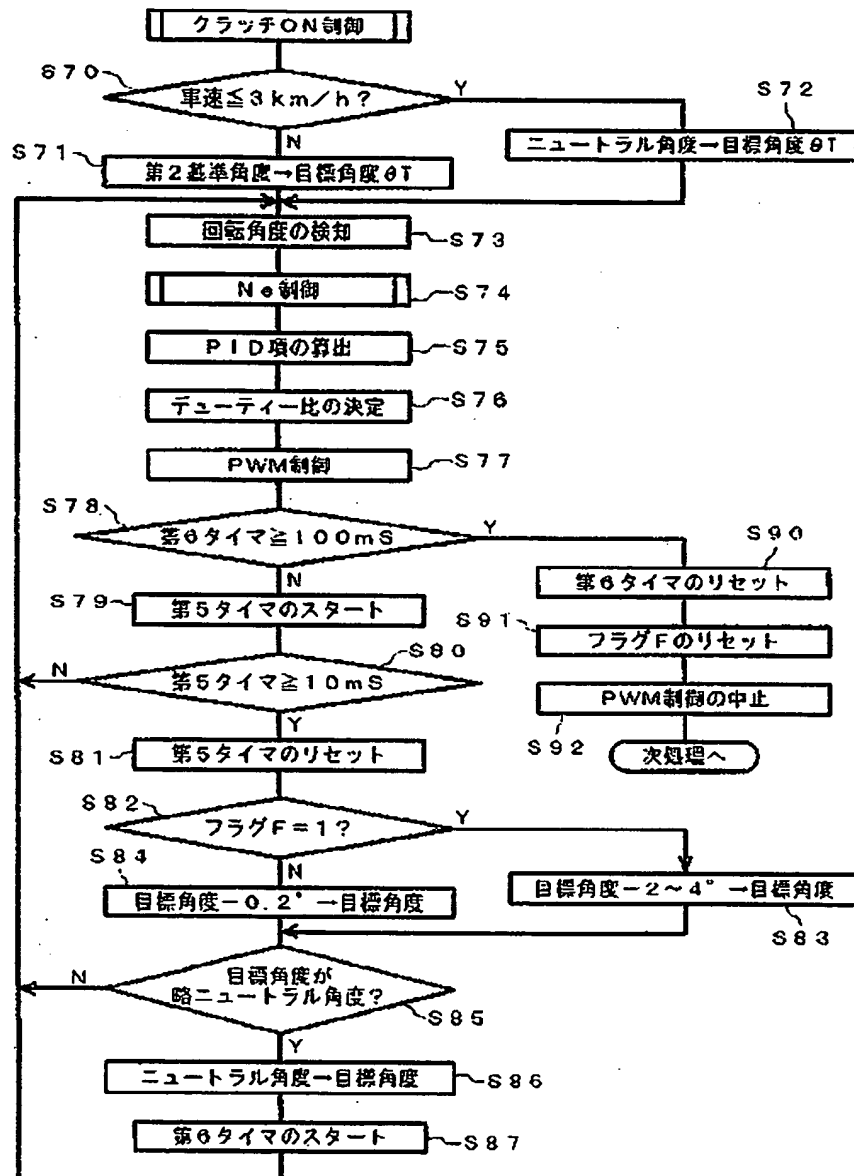 クラッチON制御
S70
車速≦3km/h?
Y
S72
N
ニュートラル角度→目標角度θT
S71
第2基準角度→目標角度θT
回転角度の検知
S73
Ne制御
S74
PID項の算出
S75
デューティー比の決定
S76
PWM制御
S77
S78
第6タイマ≧100mS
Y
S90
N
第6タイマのリセット
S79
第5タイマのスタート
S91
フラグFのリセット
S80
N
第5タイマ≧10mS
PWM制御の中止
Y
S92
S81
第5タイマのリセット
次処理へ
S82
フラグF=1?
Y
S84
N
目標角度-0.2°→目標角度
目標角度-2~4°→目標角度
S83
N
目標角度が
略ニュートラル角度?
S85
Y
ニュートラル角度→目標角度
S86
第6タイマのスタート
S87